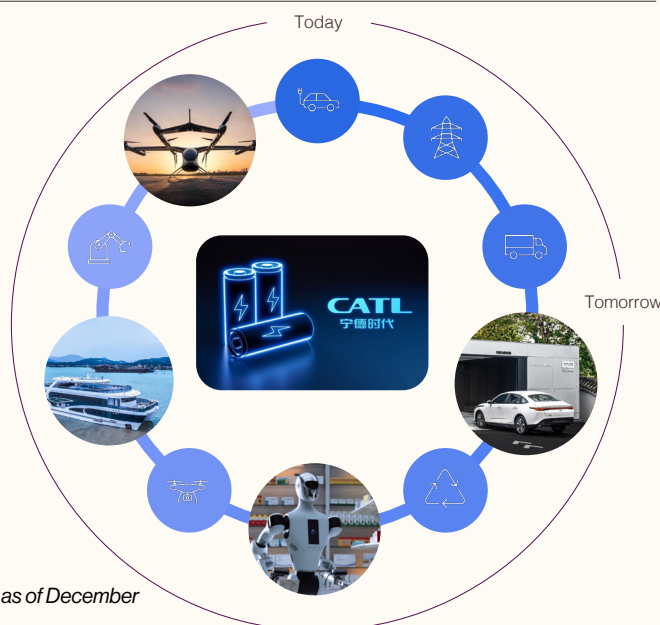 Today
CATL
宁德时代
Tomorrow
as of December